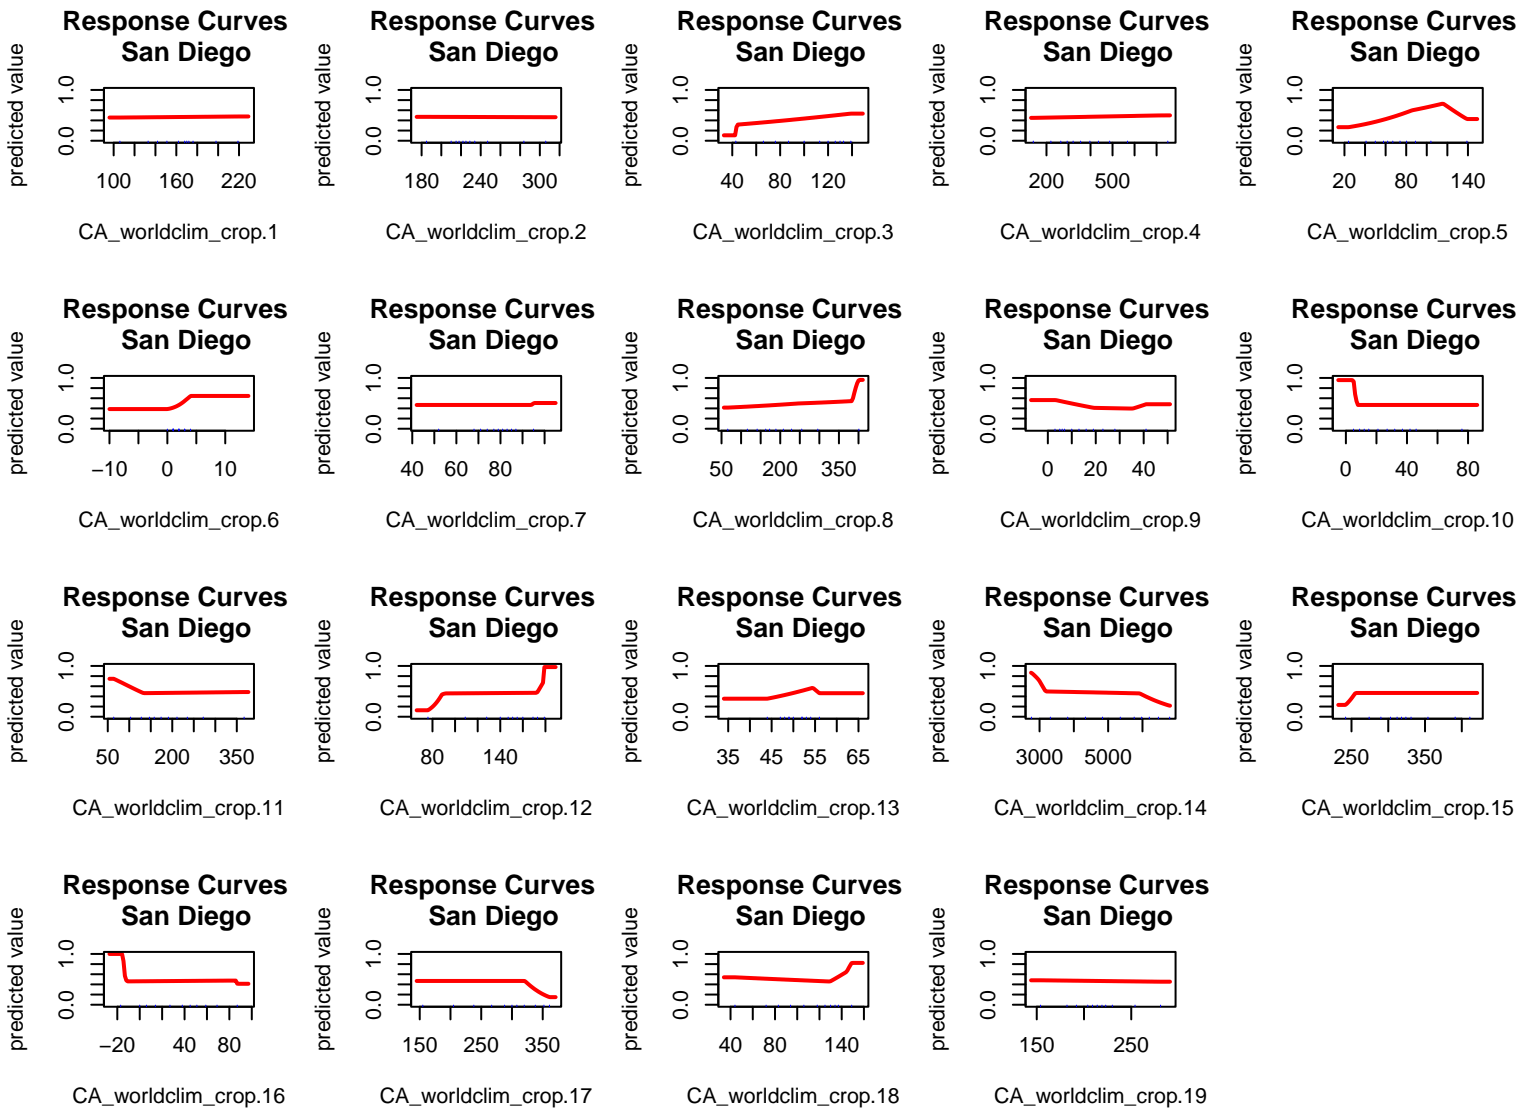 Response Curves
San Diego
predicted value
0.0 1.0
100 160 220
CA_worldclim_crop.1
Response Curves
San Diego
predicted value
0.0 1.0
180 240 300
CA_worldclim_crop.2
Response Curves
San Diego
predicted value
0.0 1.0
40 80 120
CA_worldclim_crop.3
Response Curves
San Diego
predicted value
0.0 1.0
200 500
CA_worldclim_crop.4
Response Curves
San Diego
predicted value
0.0 1.0
20 80 140
CA_worldclim_crop.5
Response Curves
San Diego
predicted value
0.0 1.0
−10 0 10
CA_worldclim_crop.6
Response Curves
San Diego
predicted value
0.0 1.0
40 60 80
CA_worldclim_crop.7
Response Curves
San Diego
predicted value
0.0 1.0
50 200 350
CA_worldclim_crop.8
Response Curves
San Diego
predicted value
0.0 1.0
0 20 40
CA_worldclim_crop.9
Response Curves
San Diego
predicted value
0.0 1.0
0 40 80
CA_worldclim_crop.10
Response Curves
San Diego
predicted value
0.0 1.0
50 200 350
CA_worldclim_crop.11
Response Curves
San Diego
predicted value
0.0 1.0
80 140
CA_worldclim_crop.12
Response Curves
San Diego
predicted value
0.0 1.0
35 45 55 65
CA_worldclim_crop.13
Response Curves
San Diego
predicted value
0.0 1.0
3000 5000
CA_worldclim_crop.14
Response Curves
San Diego
predicted value
0.0 1.0
250 350
CA_worldclim_crop.15
Response Curves
San Diego
predicted value
0.0 1.0
−20 40 80
CA_worldclim_crop.16
Response Curves
San Diego
predicted value
0.0 1.0
150 250 350
CA_worldclim_crop.17
Response Curves
San Diego
predicted value
0.0 1.0
40 80 140
CA_worldclim_crop.18
Response Curves
San Diego
predicted value
0.0 1.0
150 250
CA_worldclim_crop.19